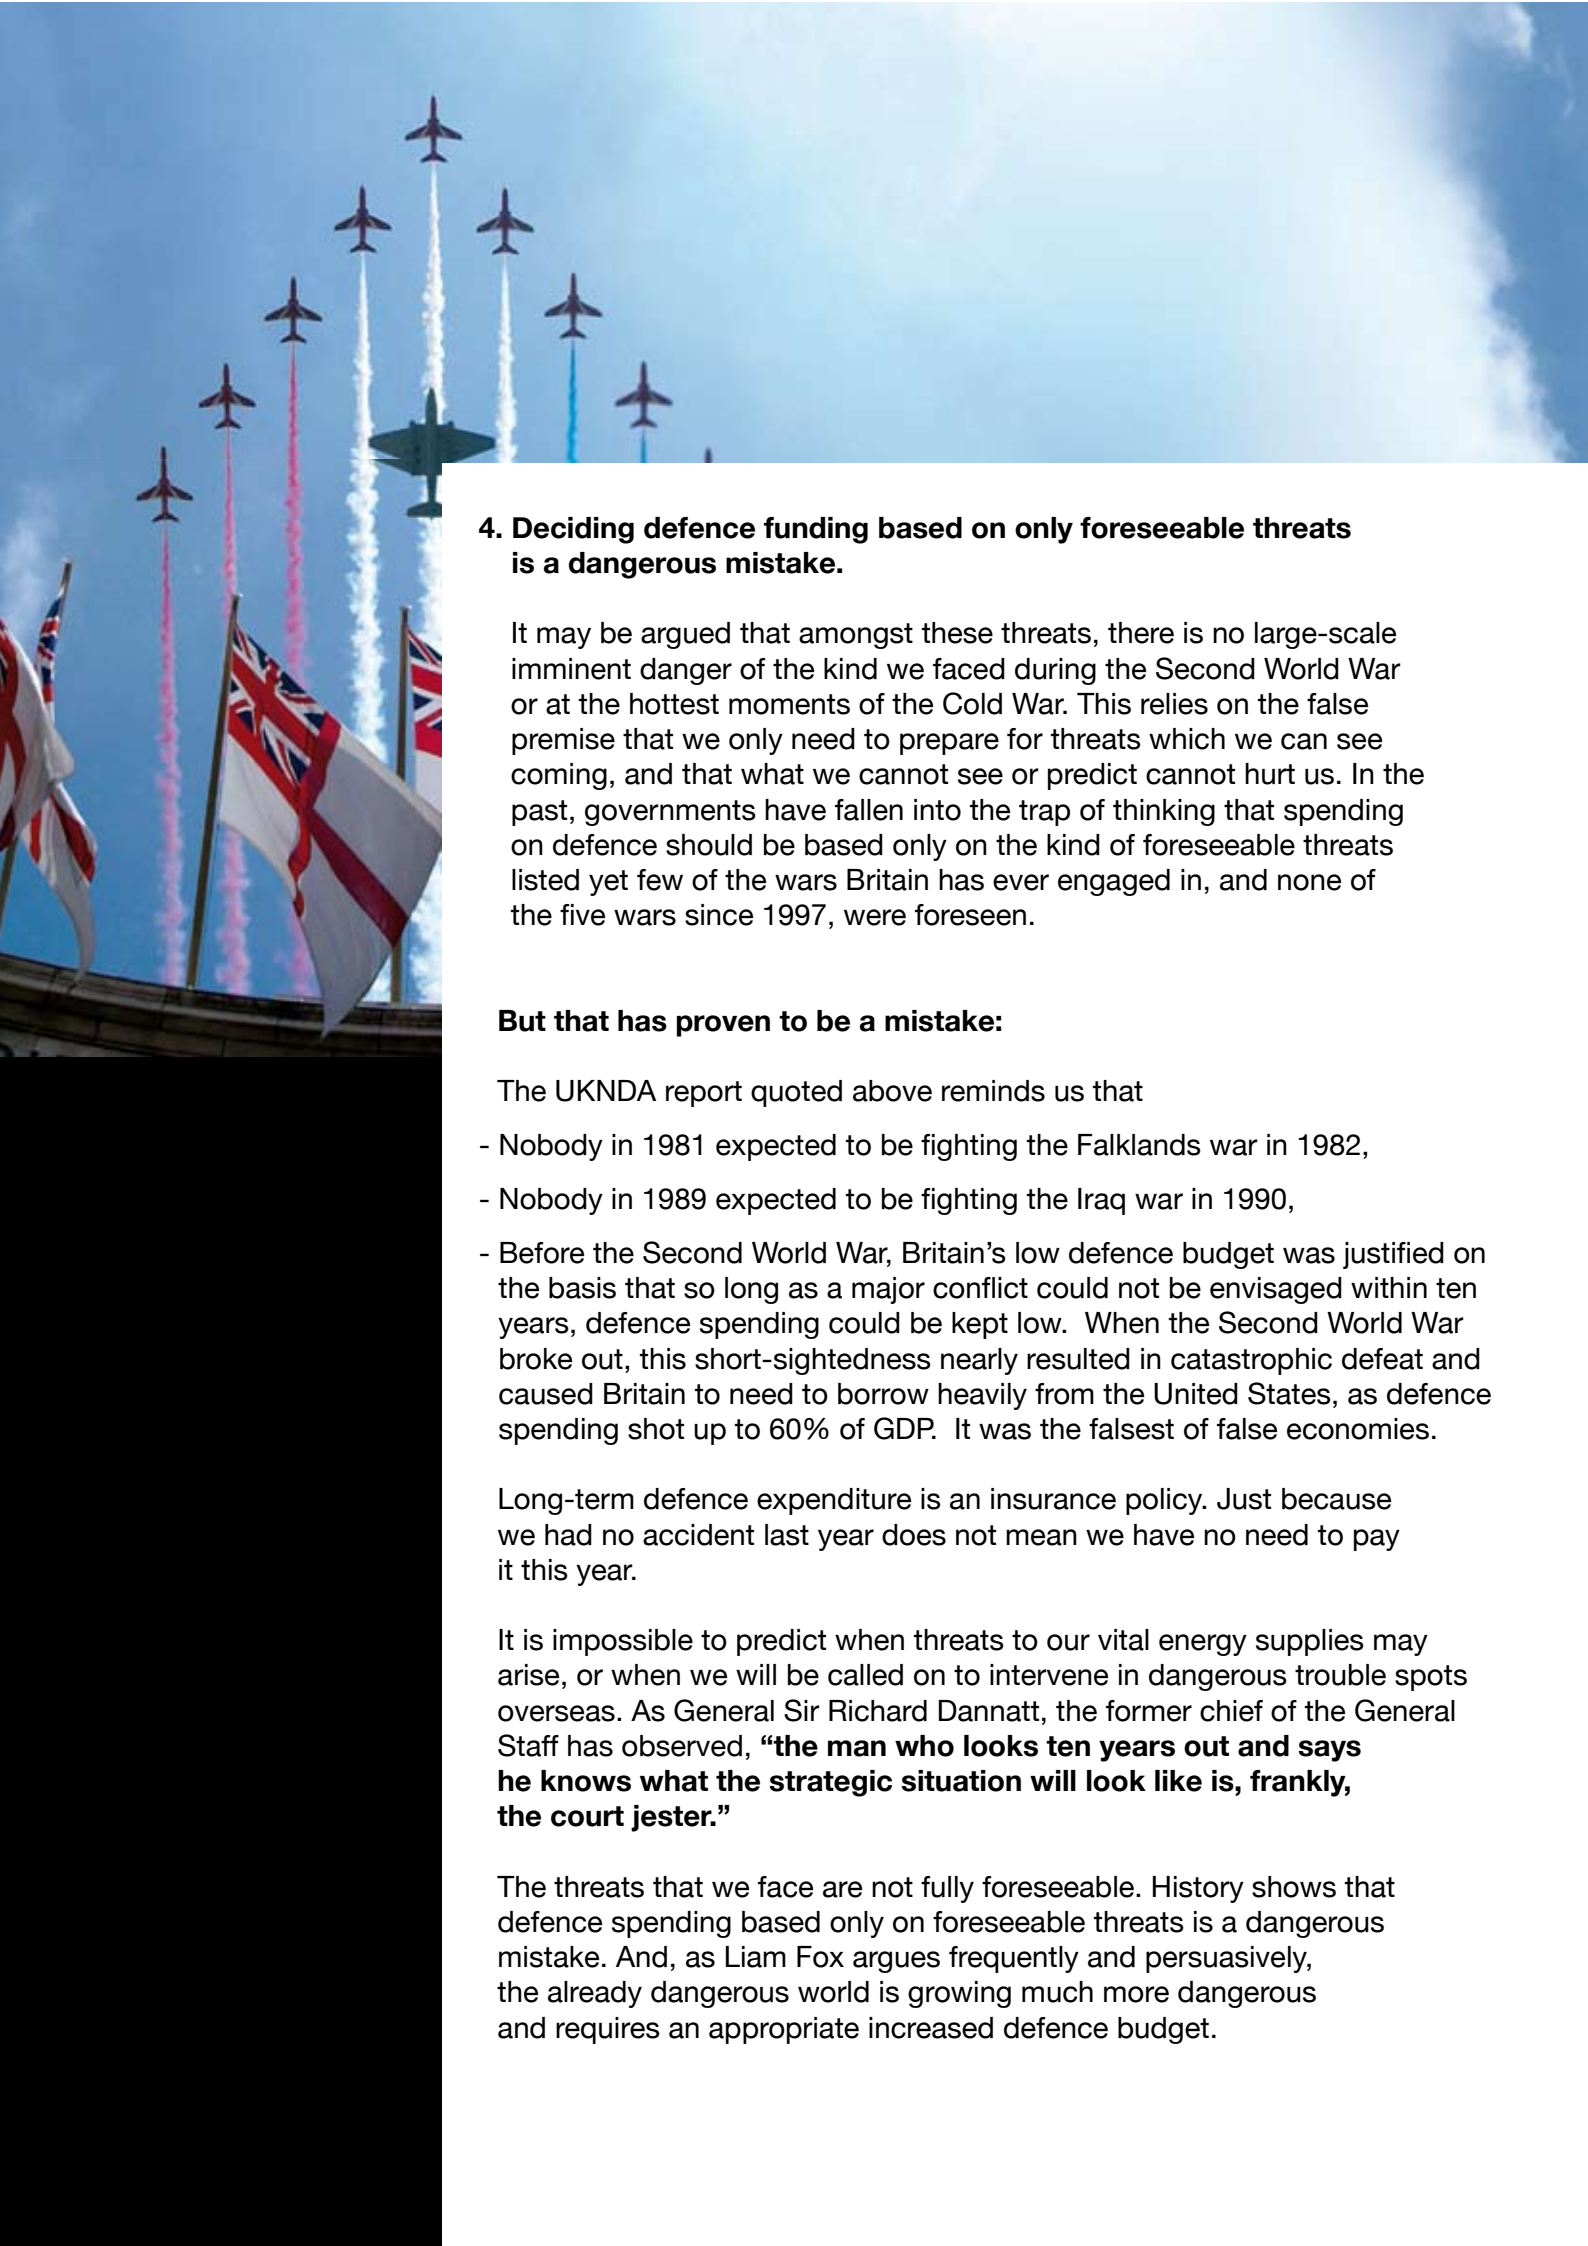 4. Deciding defence funding based on only foreseeable threats
is a dangerous mistake.
It may be argued that amongst these threats, there is no large-scale
imminent danger of the kind we faced during the Second World War
or at the hottest moments of the Cold War. This relies on the false
premise that we only need to prepare for threats which we can see
coming, and that what we cannot see or predict cannot hurt us. In the
past, governments have fallen into the trap of thinking that spending
on defence should be based only on the kind of foreseeable threats
listed yet few of the wars Britain has ever engaged in, and none of
the five wars since 1997, were foreseen.
But that has proven to be a mistake:
The UKNDA report quoted above reminds us that
- Nobody in 1981 expected to be fighting the Falklands war in 1982,
- Nobody in 1989 expected to be fighting the Iraq war in 1990,
- Before the Second World War, Britain’s low defence budget was justified on
the basis that so long as a major conflict could not be envisaged within ten
years, defence spending could be kept low.  When the Second World War
broke out, this short-sightedness nearly resulted in catastrophic defeat and
caused Britain to need to borrow heavily from the United States, as defence
spending shot up to 60% of GDP.  It was the falsest of false economies.
Long-term defence expenditure is an insurance policy. Just because
we had no accident last year does not mean we have no need to pay
it this year.
It is impossible to predict when threats to our vital energy supplies may
arise, or when we will be called on to intervene in dangerous trouble spots
overseas. As General Sir Richard Dannatt, the former chief of the General
Staff has observed, “the man who looks ten years out and says
he knows what the strategic situation will look like is, frankly,
the court jester.”
The threats that we face are not fully foreseeable. History shows that
defence spending based only on foreseeable threats is a dangerous
mistake. And, as Liam Fox argues frequently and persuasively,
the already dangerous world is growing much more dangerous
and requires an appropriate increased defence budget.